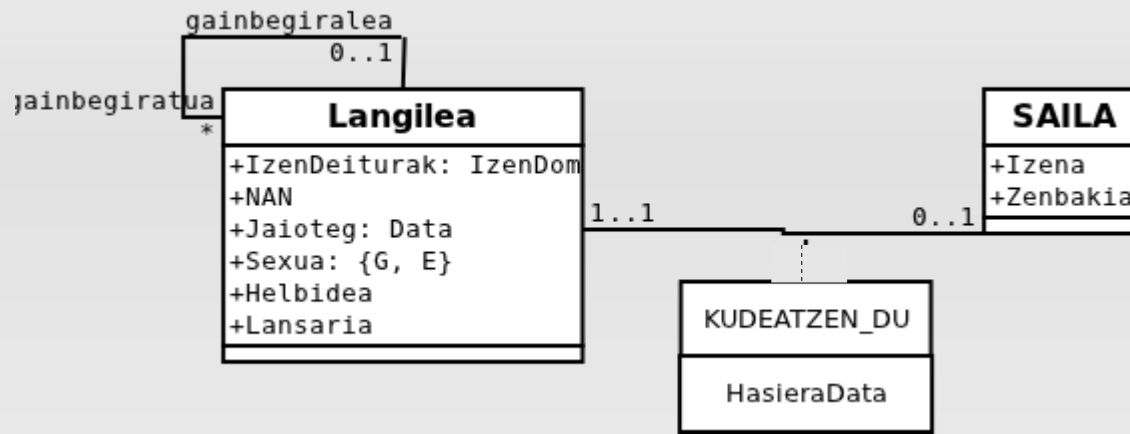 gainbegiralea
0..1
gainbegiratua
*
Langilea
+IzenDeiturak: IzenDom
+NAN
+Jaioteg: Data
+Sexua: {G, E}
+Helbidea
+Lansaria
1..1
0..1
SAILA
+Izena
+Zenbakia
KUDEATZEN_DU
HasieraData